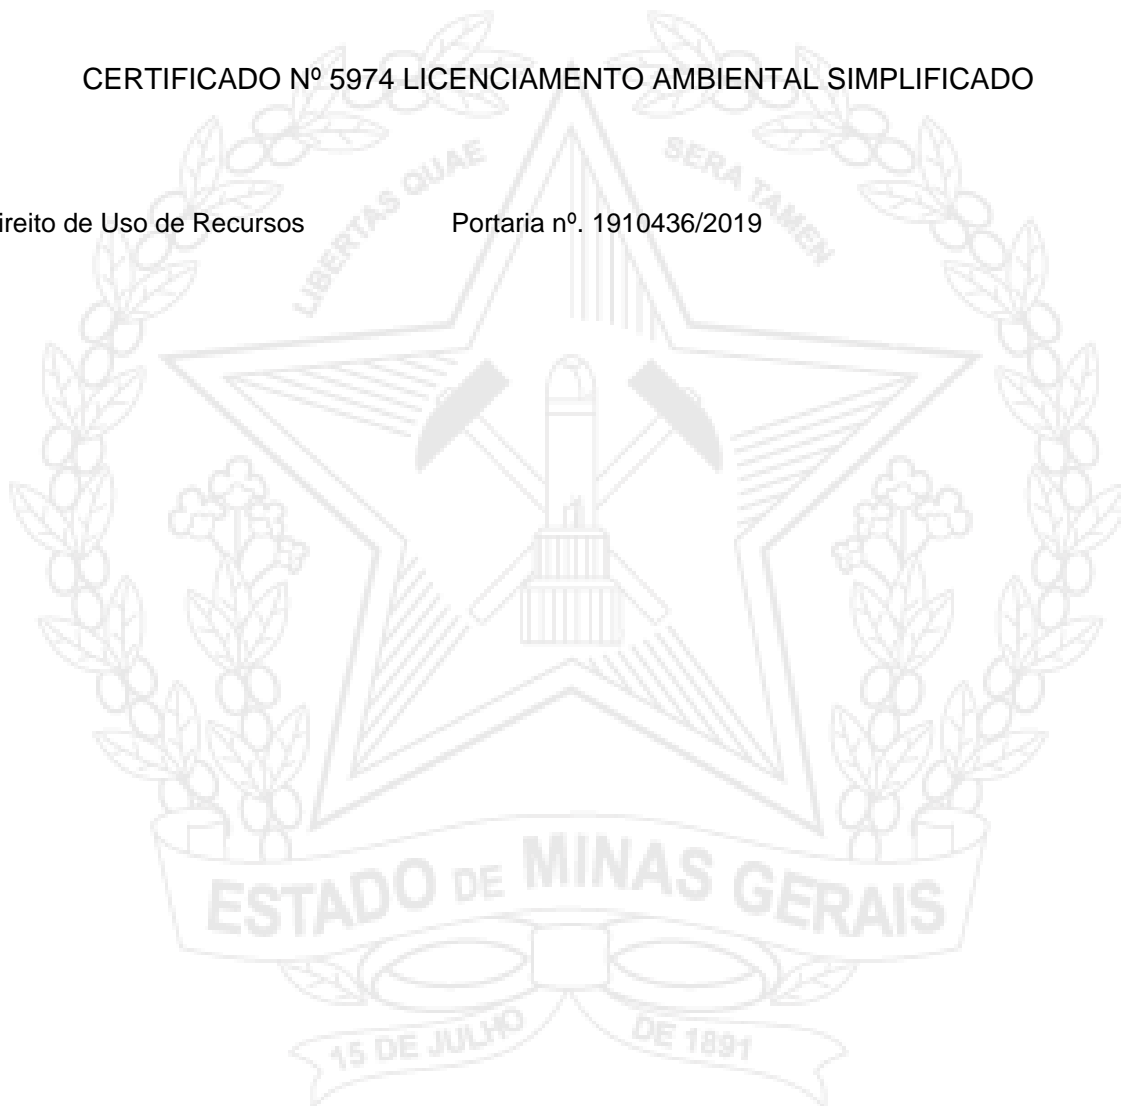 CERTIFICADO Nº 5974 LICENCIAMENTO AMBIENTAL SIMPLIFICADO
LIBERTAS QUAE SERA TAMEN
ireito de Uso de Recursos Portaria nº. 1910436/2019
ESTADO DE MINAS GERAIS
15 DE JULHO DE 1891